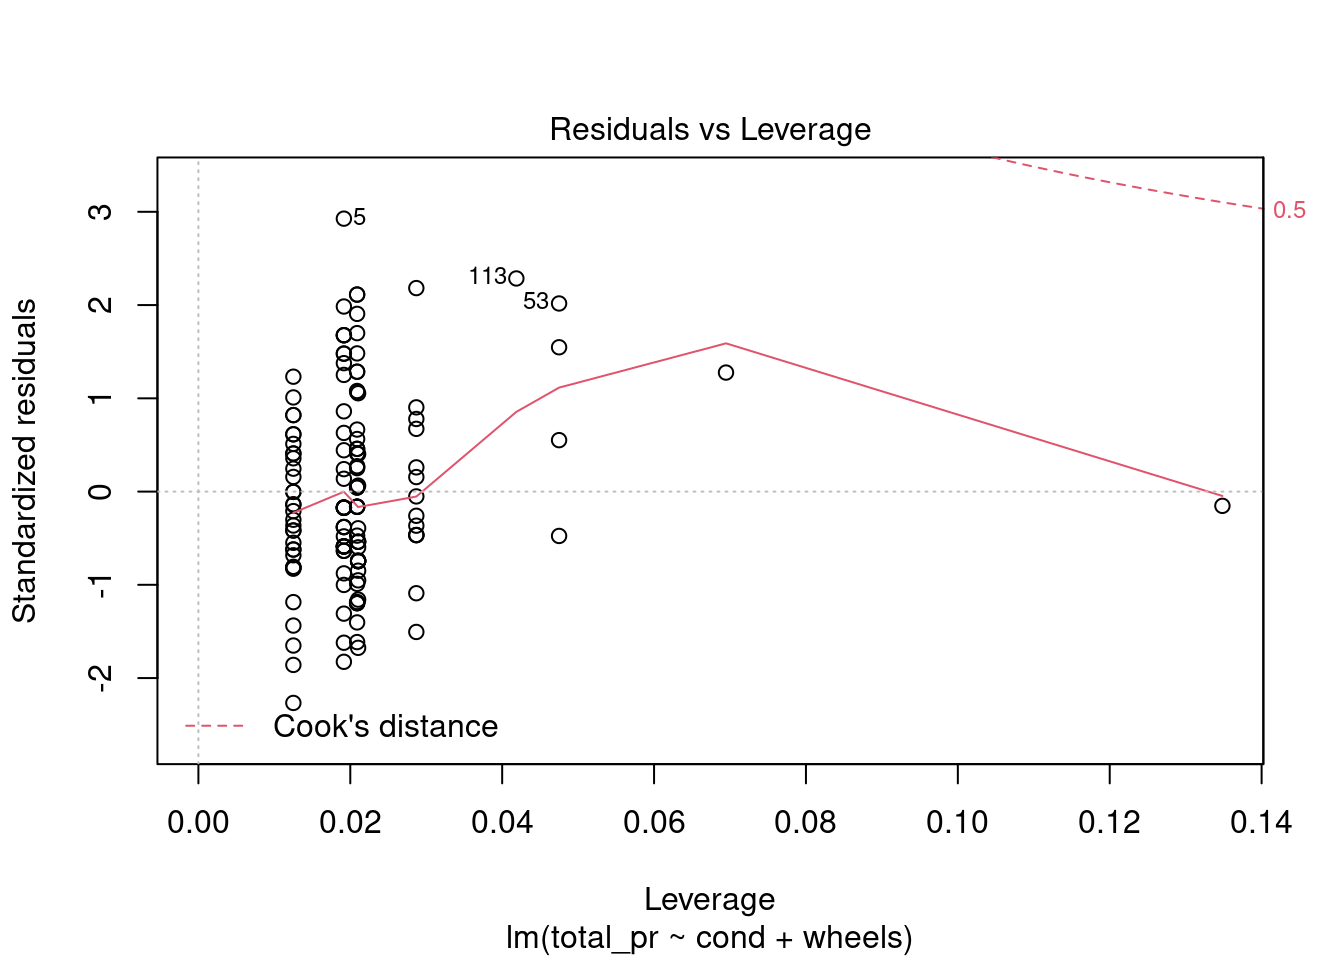 Residuals vs Leverage
Standardized residuals
3
2
1
0
-1
-2
5
113
53
0.5
Cook's distance
0.00 0.02 0.04 0.06 0.08 0.10 0.12 0.14
Leverage
lm(total_pr ~ cond + wheels)